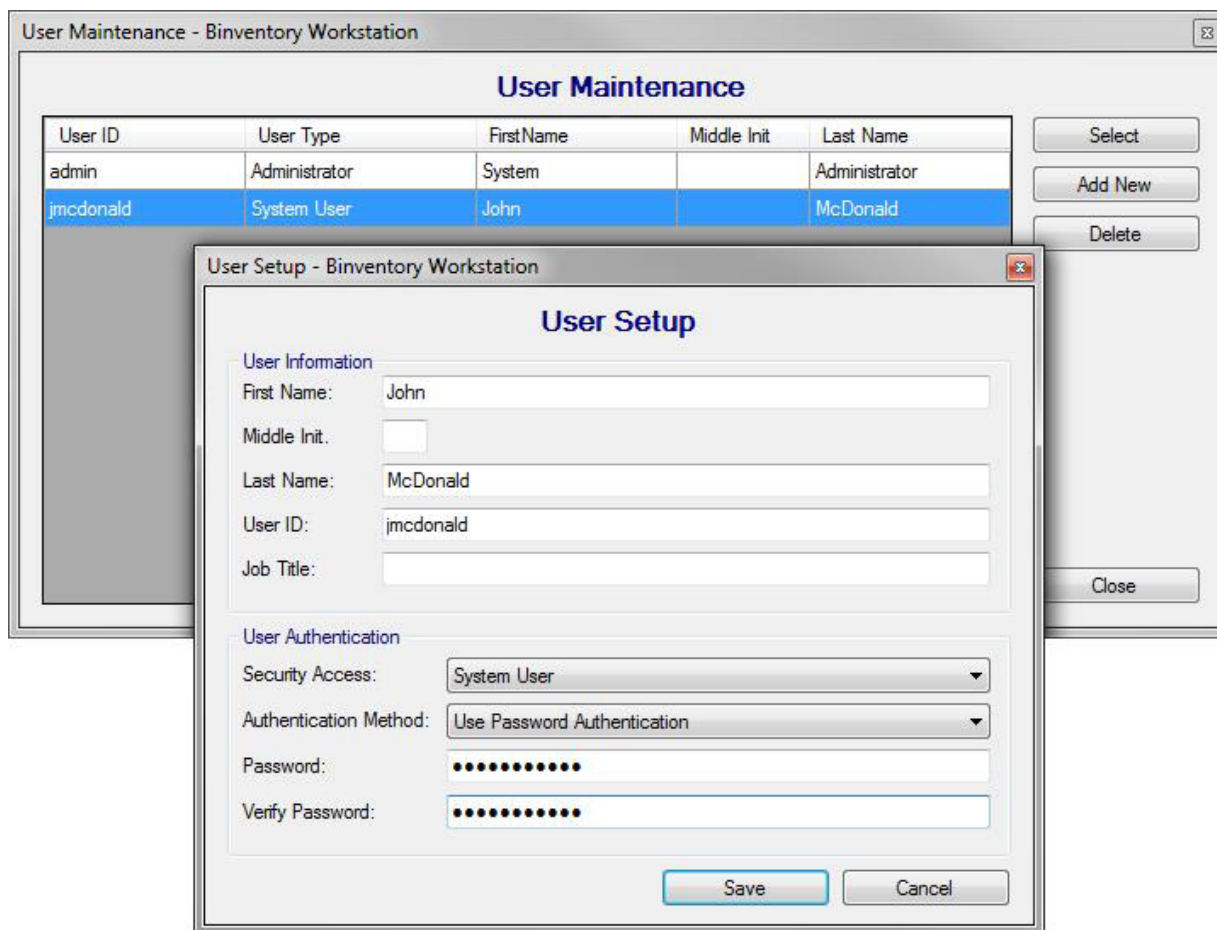 User Maintenance - Binventory Workstation
User Maintenance
User ID User Type FirstName Middle Init Last Name
admin Administrator System Administrator
jmcdonald System User John McDonald
Select
Add New
Delete
Close
User Setup - Binventory Workstation
User Setup
User Information
First Name: John
Middle Init.
Last Name: McDonald
User ID: jmcdonald
Job Title:
User Authentication
Security Access: System User
Authentication Method: Use Password Authentication
Password: ●●●●●●●●●●●
Verify Password: ●●●●●●●●●●●
Save Cancel